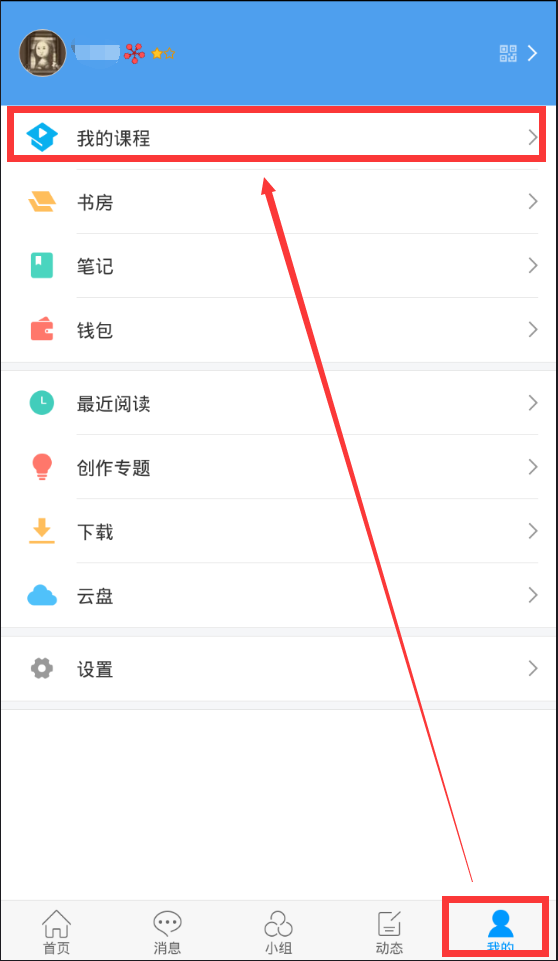 我的课程
书房
笔记
钱包
最近阅读
创作专题
下载
云盘
设置
首页
消息
小组
动态
我的